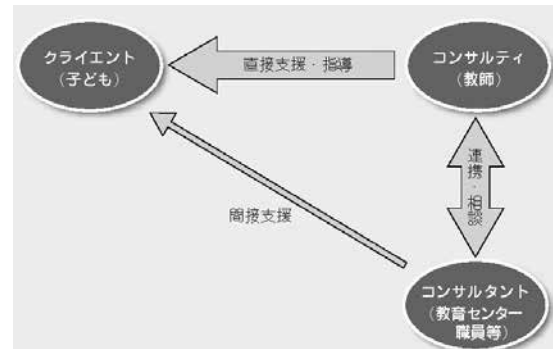 クライエント
(子ども)
直接支援・指導
コンサルティ
(教師)
連携・相談
間接支援
コンサルタント
(教育センター
職員等)